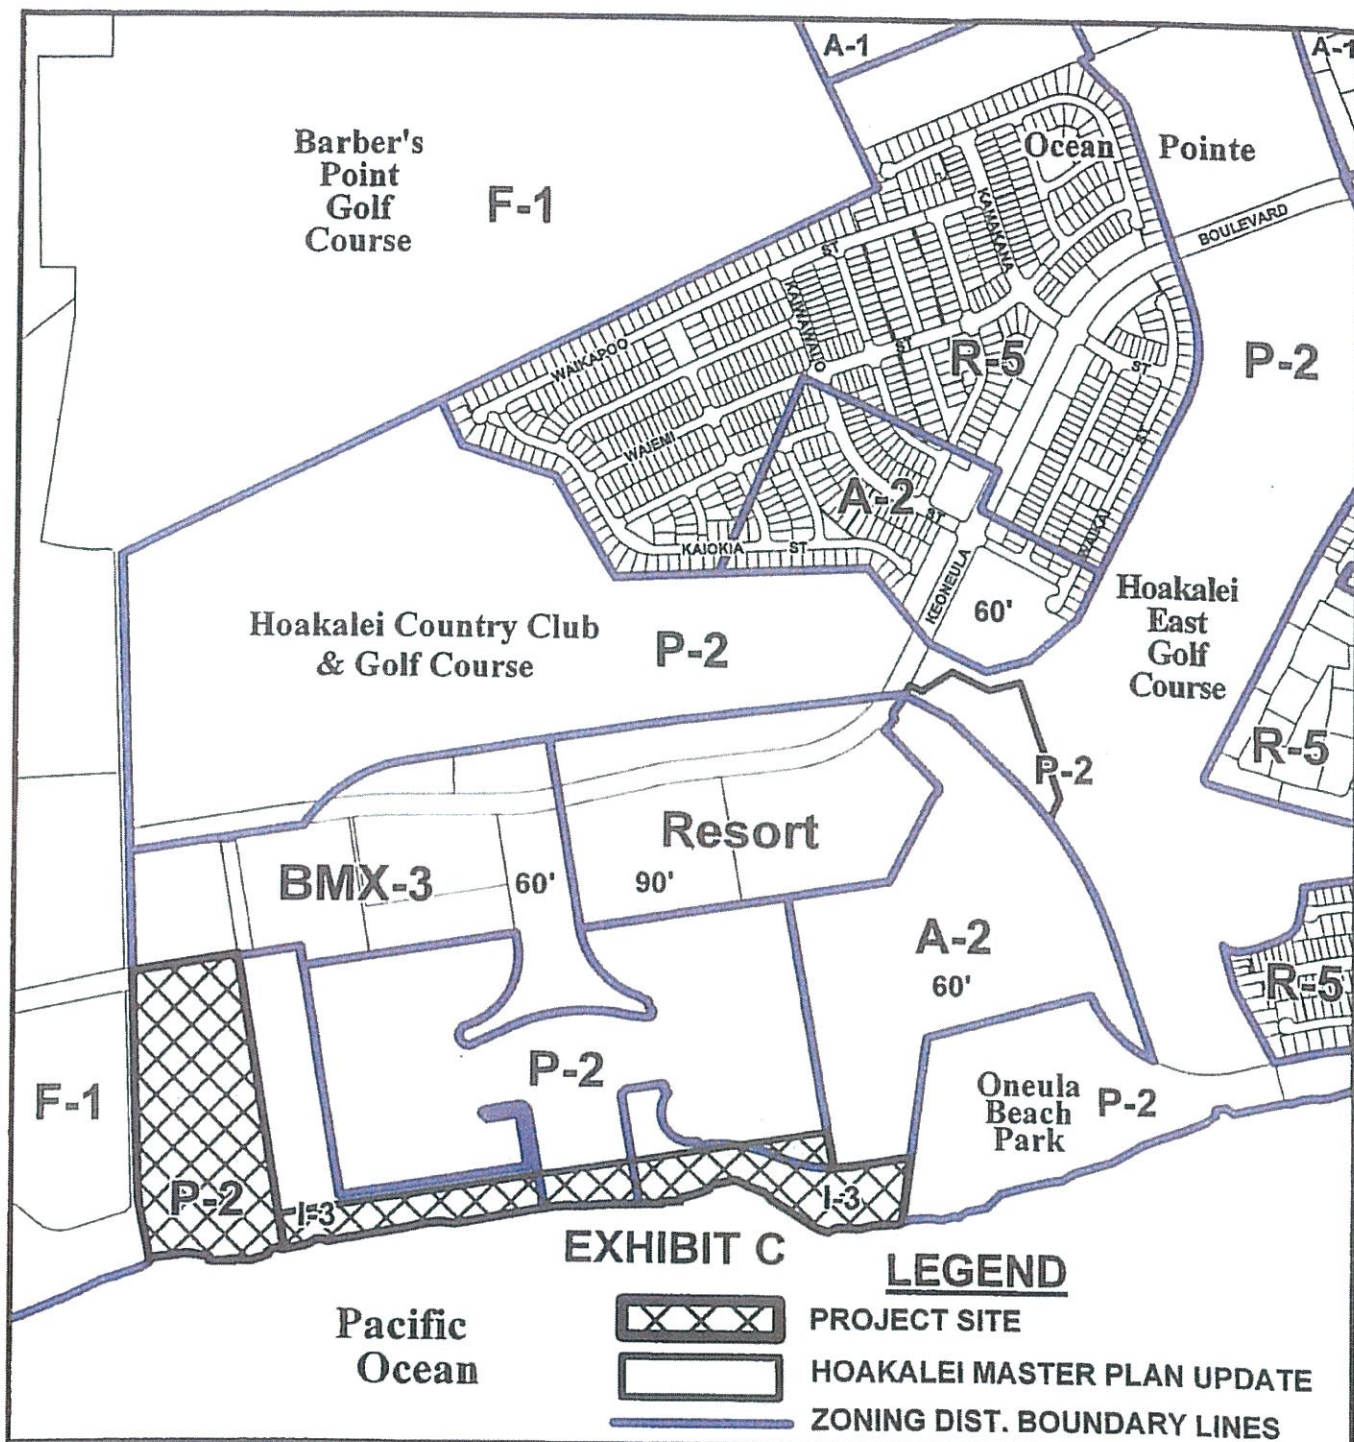 A-1
A-1
Barber's
Point
Golf
Course
F-1
Ocean Pointe
KAMAKANA
BOULEVARD
ST
KAIWAWALO
WAIKAPOO
ST
R-5
ST
P-2
WAIEMI
A-2
ST
ST
WAIKAI
KAIOKIA ST
KEONEULA
60'
Hoakalei
East
Golf
Course
Hoakalei Country Club
& Golf Course
P-2
R-5
P-2
Resort
BMX-3
60'
90'
A-2
60'
R-5
P-2
F-1
Oneula
Beach
Park
P-2
P-2
I-3
I-3
EXHIBIT C
Pacific
Ocean
LEGEND
PROJECT SITE
HOAKALEI MASTER PLAN UPDATE
ZONING DIST. BOUNDARY LINES